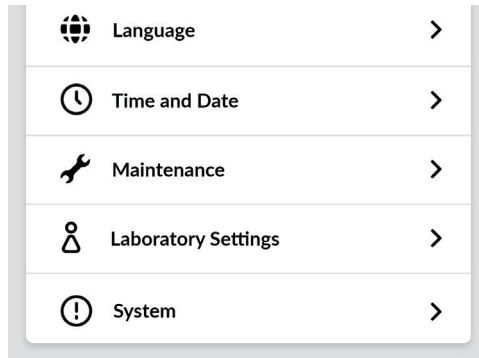 Language
Time and Date
Maintenance
Laboratory Settings
System